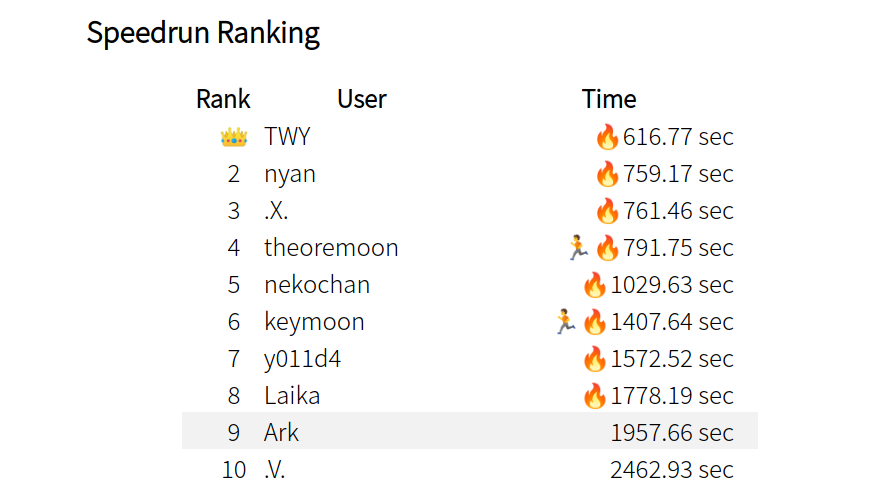 Speedrun Ranking
Rank User Time
👑 TWY 🔥616.77 sec
2 nyan 🔥759.17 sec
3 .X. 🔥761.46 sec
4 theoremoon 🏃🔥791.75 sec
5 nekochan 🔥1029.63 sec
6 keymoon 🏃🔥1407.64 sec
7 y011d4 🔥1572.52 sec
8 Laika 🔥1778.19 sec
9 Ark 1957.66 sec
10 .V. 2462.93 sec